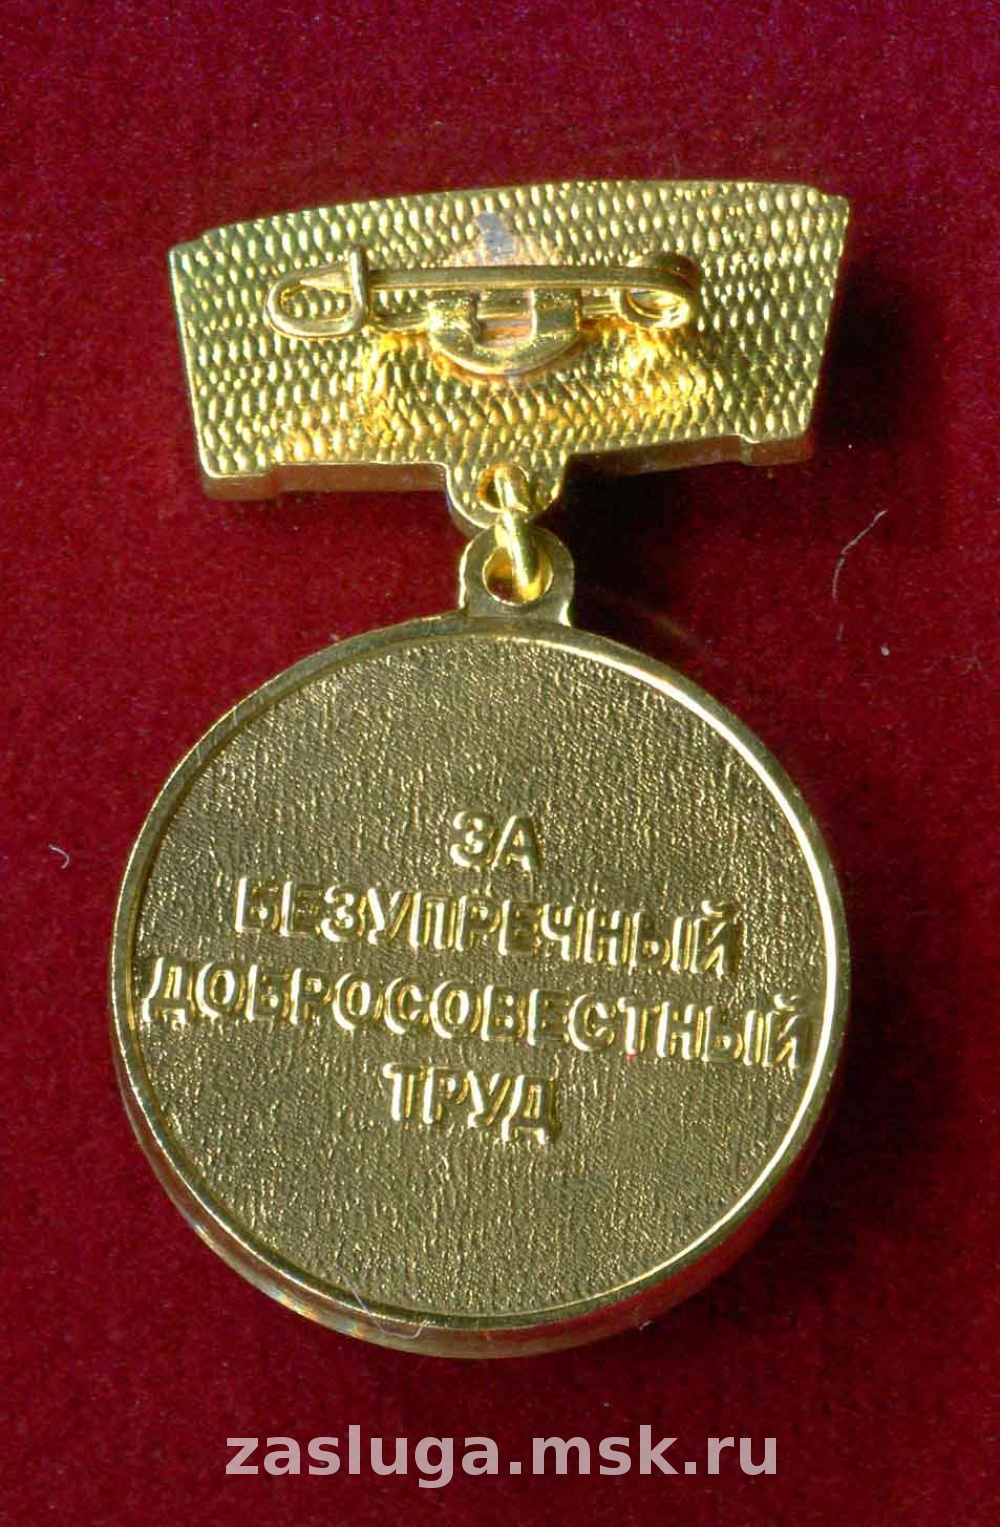 ЗА
БЕЗУПРЕЧНЫЙ
ДОБРОСОВЕСТНЫЙ
ТРУД
zasluga.msk.ru